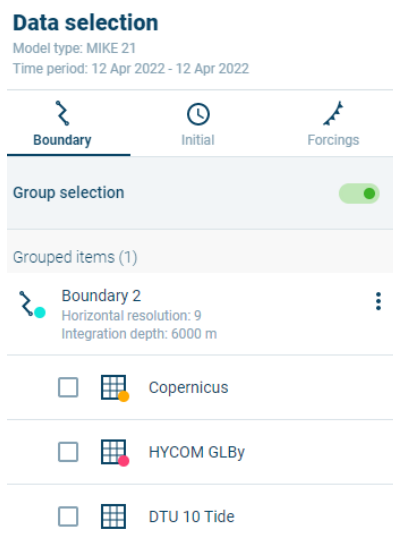 Data selection
Model type: MIKE 21
Time period: 12 Apr 2022 - 12 Apr 2022
Boundary
Initial
Forcings
Group selection
Grouped items (1)
Boundary 2
Horizontal resolution: 9
Integration depth: 6000 m
Copernicus
HYCOM GLBy
DTU 10 Tide